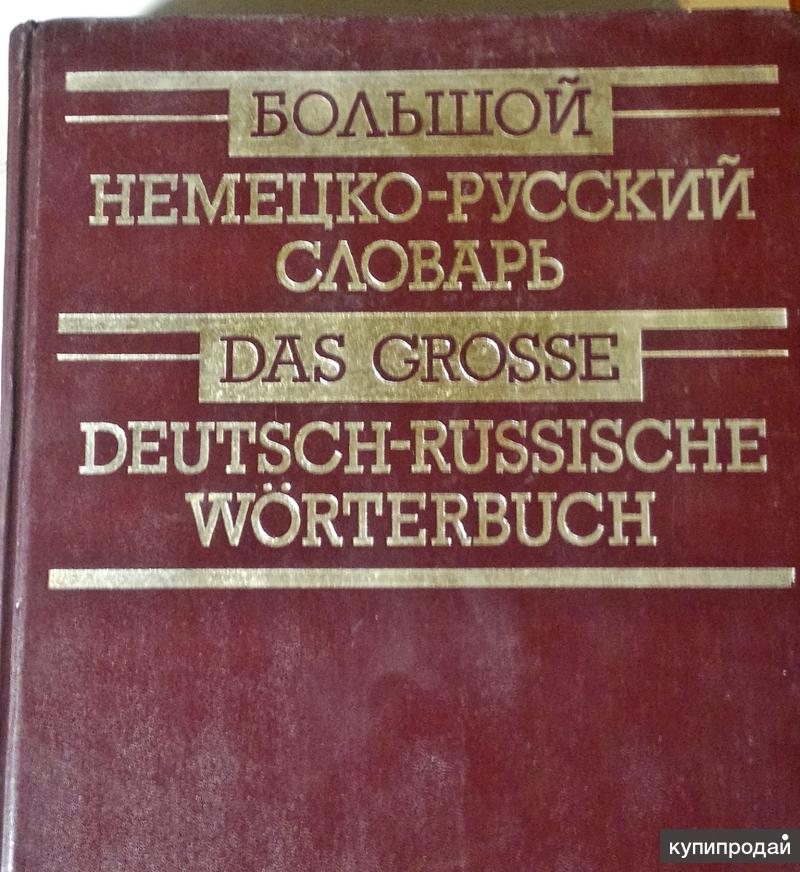 БОЛЬШОЙ
НЕМЕЦКО-РУССКИЙ
СЛОВАРЬ
DAS GROSSE
DEUTSCH-RUSSISCHE
WÖRTERBUCH
купипродай